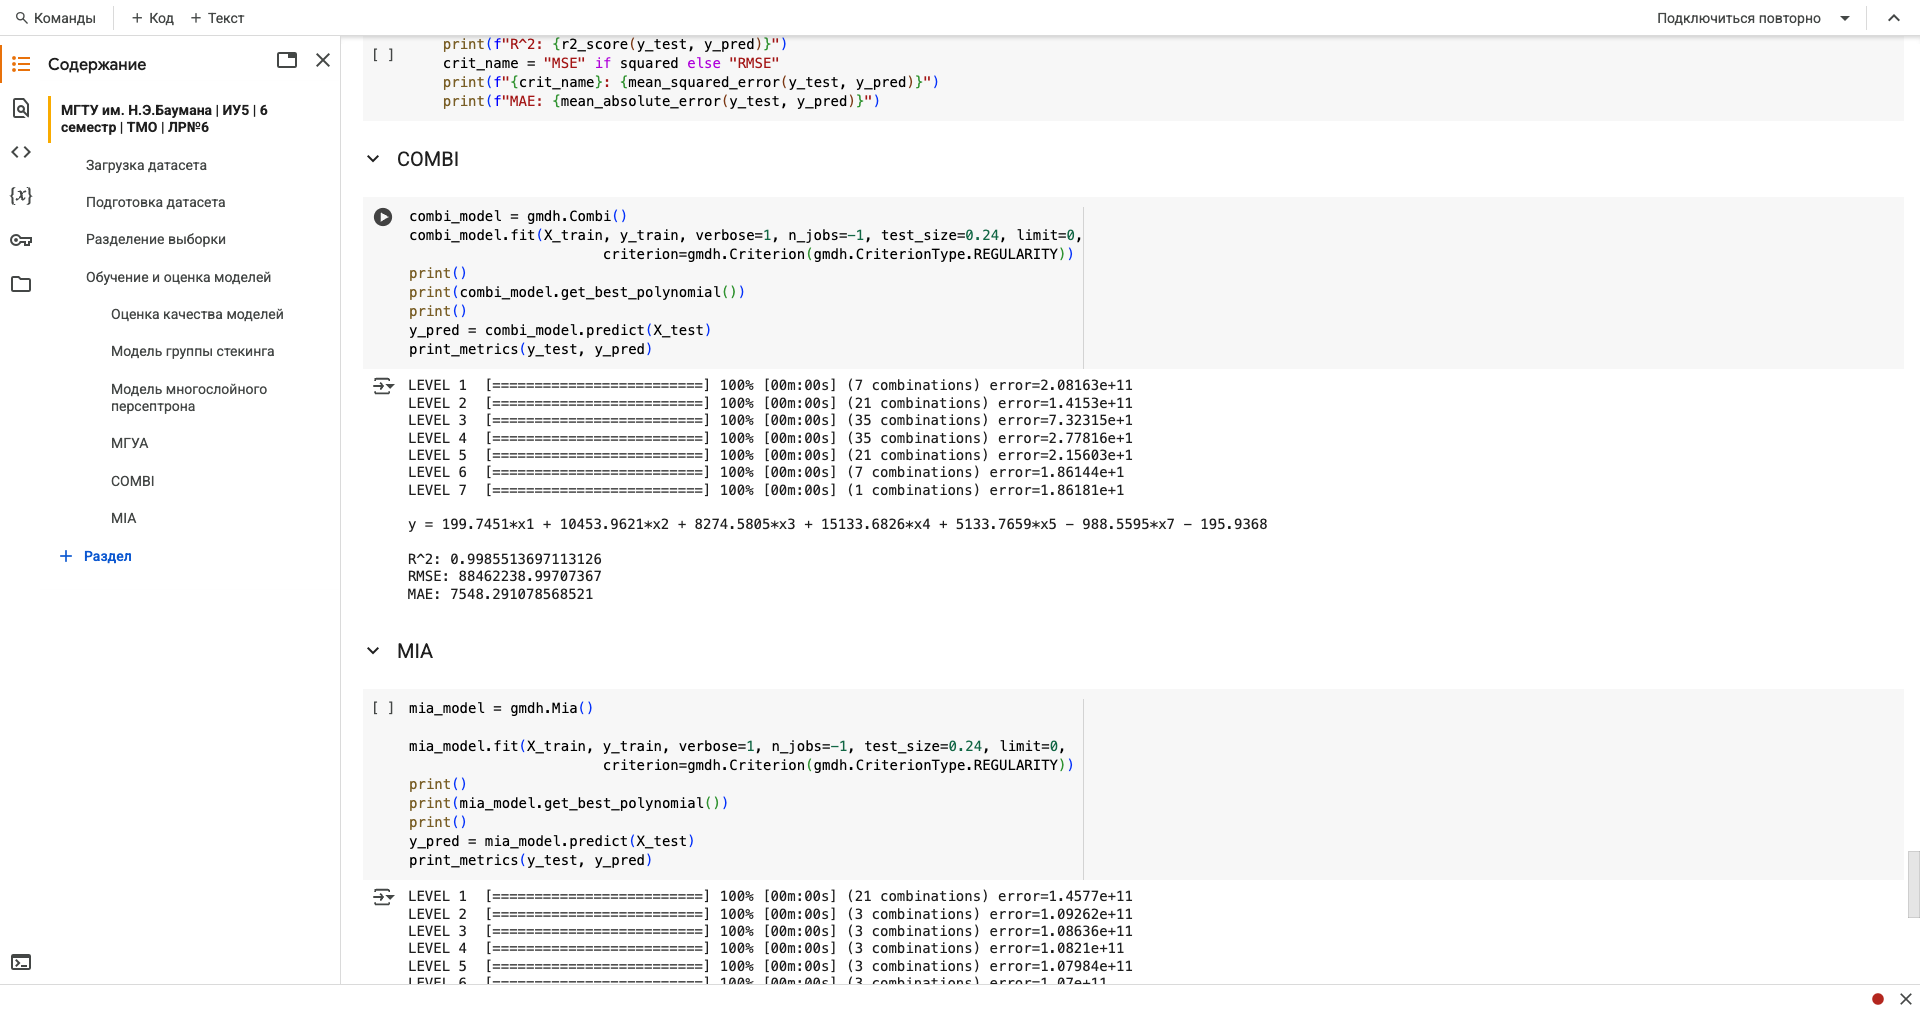 Команды
+ Код + Текст
Подключиться повторно
Содержание
МГТУ им. Н.Э.Баумана | ИУ5 | 6
семестр | ТМО | ЛР№6
Загрузка датасета
Подготовка датасета
Разделение выборки
Обучение и оценка моделей
Оценка качества моделей
Модель группы стекинга
Модель многослойного
персептрона
МГУА
COMBI
MIA
+ Раздел
[ ]
print(f"R^2: {r2_score(y_test, y_pred)}")
crit_name = "MSE" if squared else "RMSE"
print(f"{crit_name}: {mean_squared_error(y_test, y_pred)}")
print(f"MAE: {mean_absolute_error(y_test, y_pred)}")
COMBI
combi_model = gmdh.Combi()
combi_model.fit(X_train, y_train, verbose=1, n_jobs=-1, test_size=0.24, limit=0,
criterion=gmdh.Criterion(gmdh.CriterionType.REGULARITY))
print()
print(combi_model.get_best_polynomial())
print()
y_pred = combi_model.predict(X_test)
print_metrics(y_test, y_pred)
LEVEL 1  [=========================] 100% [00m:00s] (7 combinations) error=2.08163e+11
LEVEL 2  [=========================] 100% [00m:00s] (21 combinations) error=1.4153e+11
LEVEL 3  [=========================] 100% [00m:00s] (35 combinations) error=7.32315e+1
LEVEL 4  [=========================] 100% [00m:00s] (35 combinations) error=2.77816e+1
LEVEL 5  [=========================] 100% [00m:00s] (21 combinations) error=2.15603e+1
LEVEL 6  [=========================] 100% [00m:00s] (7 combinations) error=1.86144e+1
LEVEL 7  [=========================] 100% [00m:00s] (1 combinations) error=1.86181e+1
y = 199.7451*x1 + 10453.9621*x2 + 8274.5805*x3 + 15133.6826*x4 + 5133.7659*x5 - 988.5595*x7 - 195.9368
R^2: 0.9985513697113126
RMSE: 88462238.99707367
MAE: 7548.291078568521
MIA
[ ] mia_model = gmdh.Mia()
mia_model.fit(X_train, y_train, verbose=1, n_jobs=-1, test_size=0.24, limit=0,
criterion=gmdh.Criterion(gmdh.CriterionType.REGULARITY))
print()
print(mia_model.get_best_polynomial())
print()
y_pred = mia_model.predict(X_test)
print_metrics(y_test, y_pred)
LEVEL 1  [=========================] 100% [00m:00s] (21 combinations) error=1.4577e+11
LEVEL 2  [=========================] 100% [00m:00s] (3 combinations) error=1.09262e+11
LEVEL 3  [=========================] 100% [00m:00s] (3 combinations) error=1.08636e+11
LEVEL 4  [=========================] 100% [00m:00s] (3 combinations) error=1.0821e+11
LEVEL 5  [=========================] 100% [00m:00s] (3 combinations) error=1.07984e+11
LEVEL 6  [=========================] 100% [00m:00s] (3 combinations) error=1.07e+11